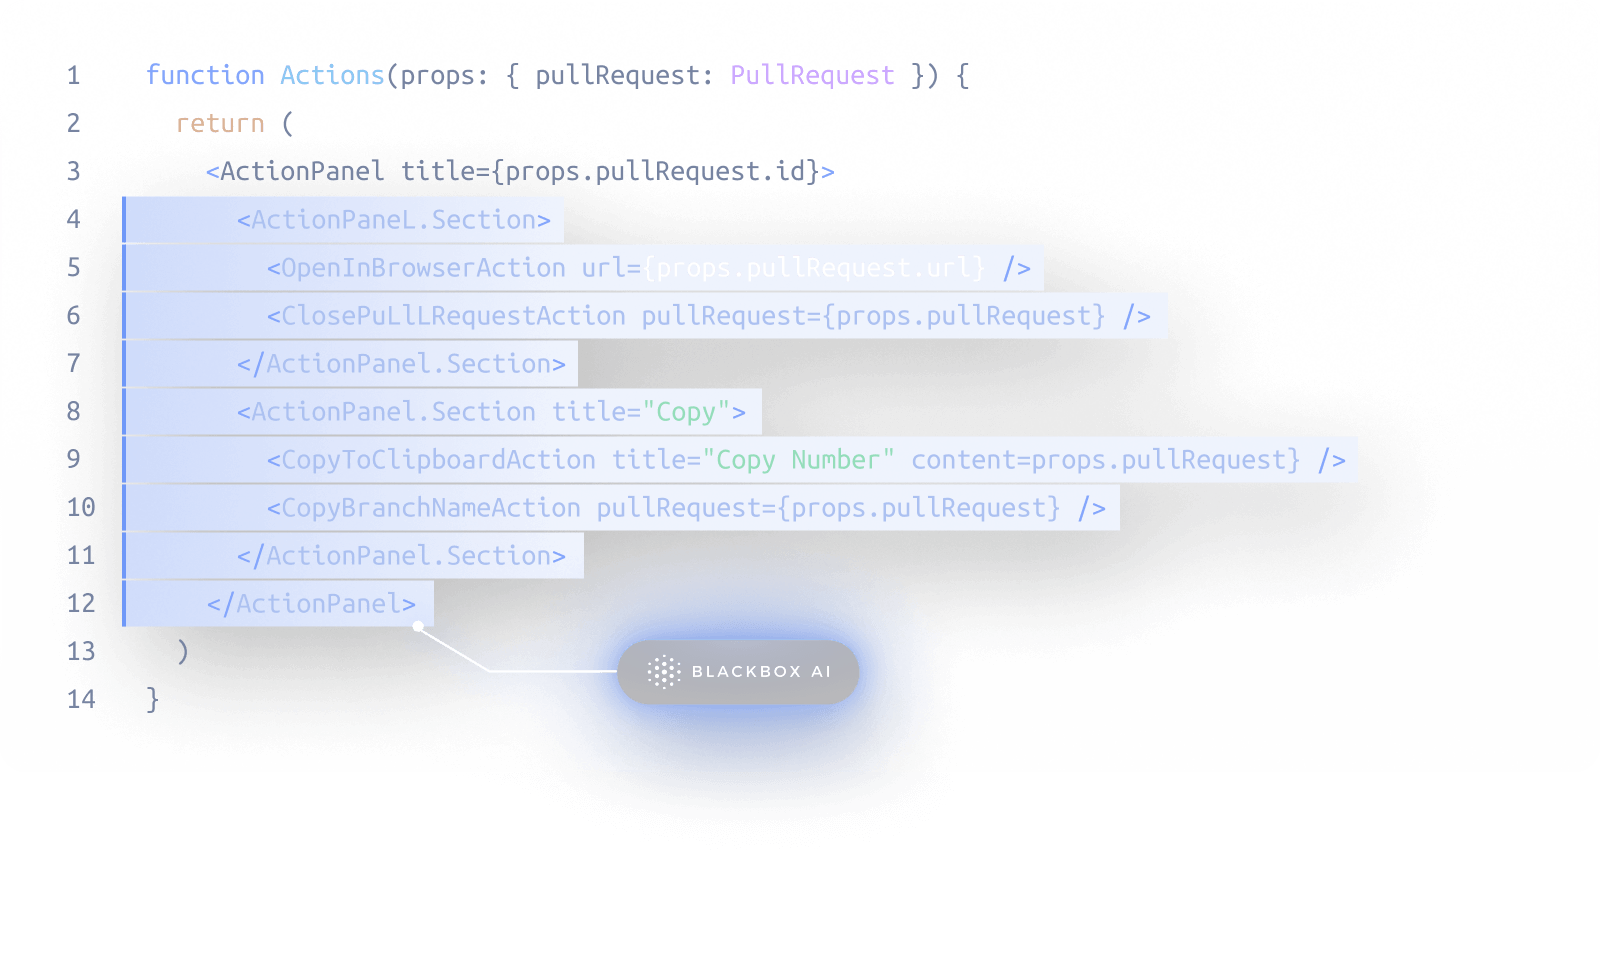 1 function Actions(props: { pullRequest: PullRequest }) {
2 return (
3 <ActionPanel title={props.pullRequest.id}>
4 <ActionPaneL.Section>
5 <OpenInBrowserAction url={props.pullRequest.url} />
6 <ClosePuLlLRequestAction pullRequest={props.pullRequest} />
7 </ActionPanel.Section>
8 <ActionPanel.Section title="Copy">
9 <CopyToClipboardAction title="Copy Number" content=props.pullRequest} />
10 <CopyBranchNameAction pullRequest={props.pullRequest} />
11 </ActionPanel.Section>
12 </ActionPanel>
13 )
BLACKBOX AI
14 }